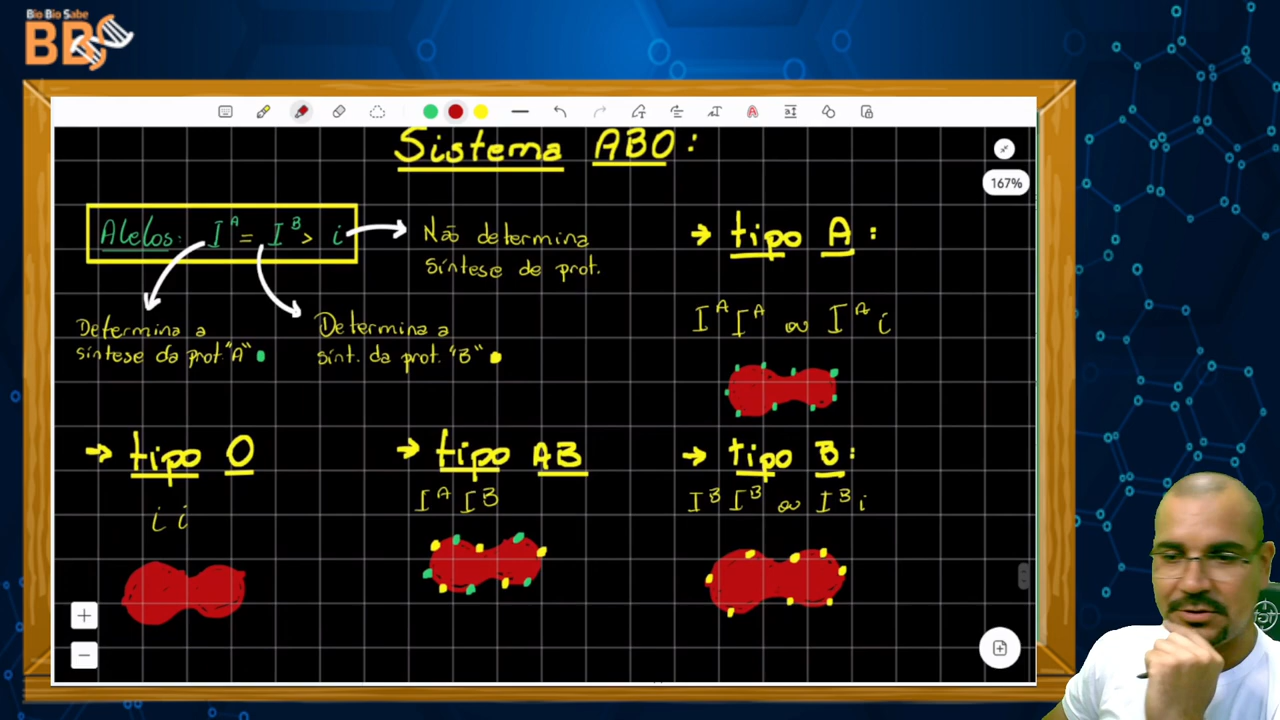 Bio Bio Sabe
BBS
Sistema ABO:
167%
Alelos: I^A = I^B > i
Não determina
síntese de prot.
→ tipo A:
Determina a
síntese da prot. "A"
Determina a
sínt. da prot. "B"
I^A I^A ou I^A i
→ tipo O
i i
→ tipo AB
I^A I^B
→ tipo B:
I^B I^B ou I^B i